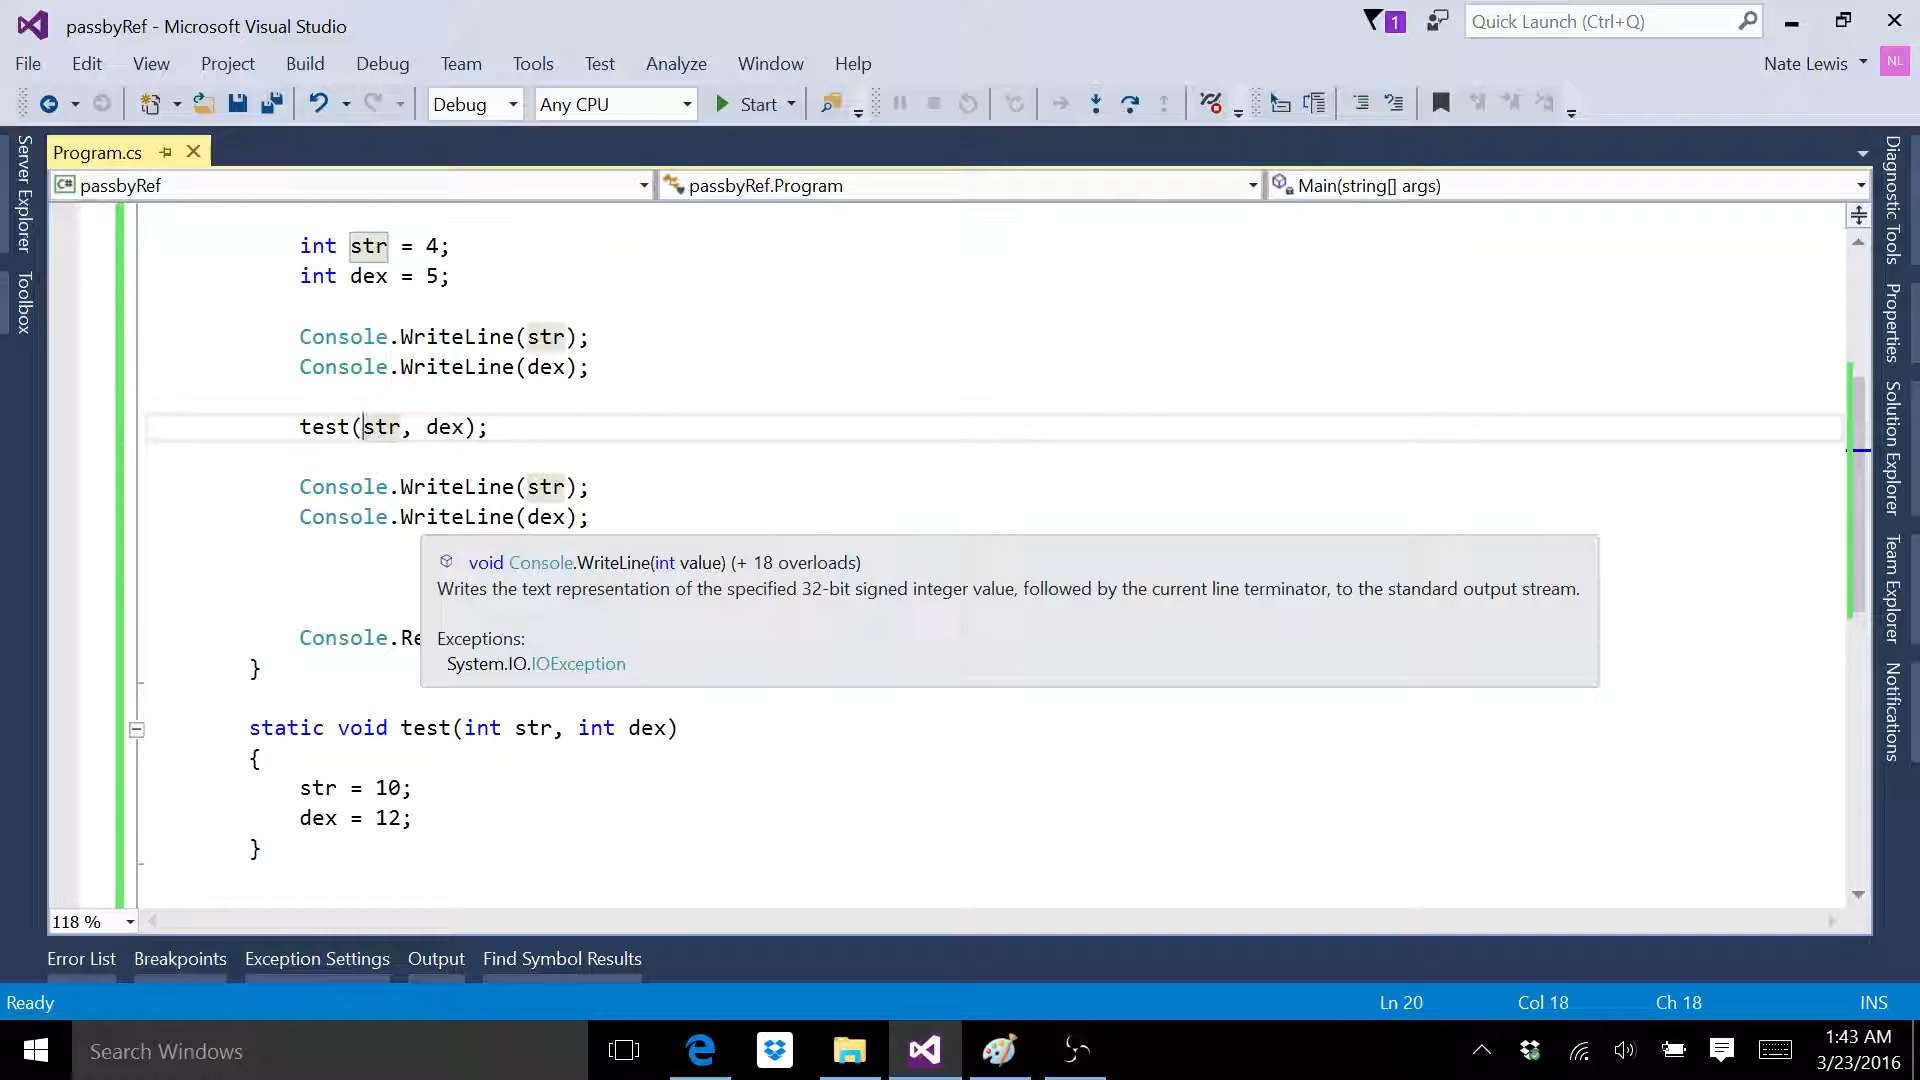 passbyRef - Microsoft Visual Studio
1
Quick Launch (Ctrl+Q)
File Edit View Project Build Debug Team Tools Test Analyze Window Help
Nate Lewis
NL
Debug
Any CPU
Start
Server Explorer
Toolbox
Program.cs
C# passbyRef
passbyRef.Program
Main(string[] args)
int str = 4;
int dex = 5;
Console.WriteLine(str);
Console.WriteLine(dex);
test(str, dex);
Console.WriteLine(str);
Console.WriteLine(dex);
void Console.WriteLine(int value) (+ 18 overloads)
Writes the text representation of the specified 32-bit signed integer value, followed by the current line terminator, to the standard output stream.
Exceptions:
System.IO.IOException
Console.Re
}
static void test(int str, int dex)
{
str = 10;
dex = 12;
}
118 %
Diagnostic Tools
Properties
Solution Explorer
Team Explorer
Notifications
Error List Breakpoints Exception Settings Output Find Symbol Results
Ready
Ln 20 Col 18 Ch 18 INS
Search Windows
1:43 AM
3/23/2016